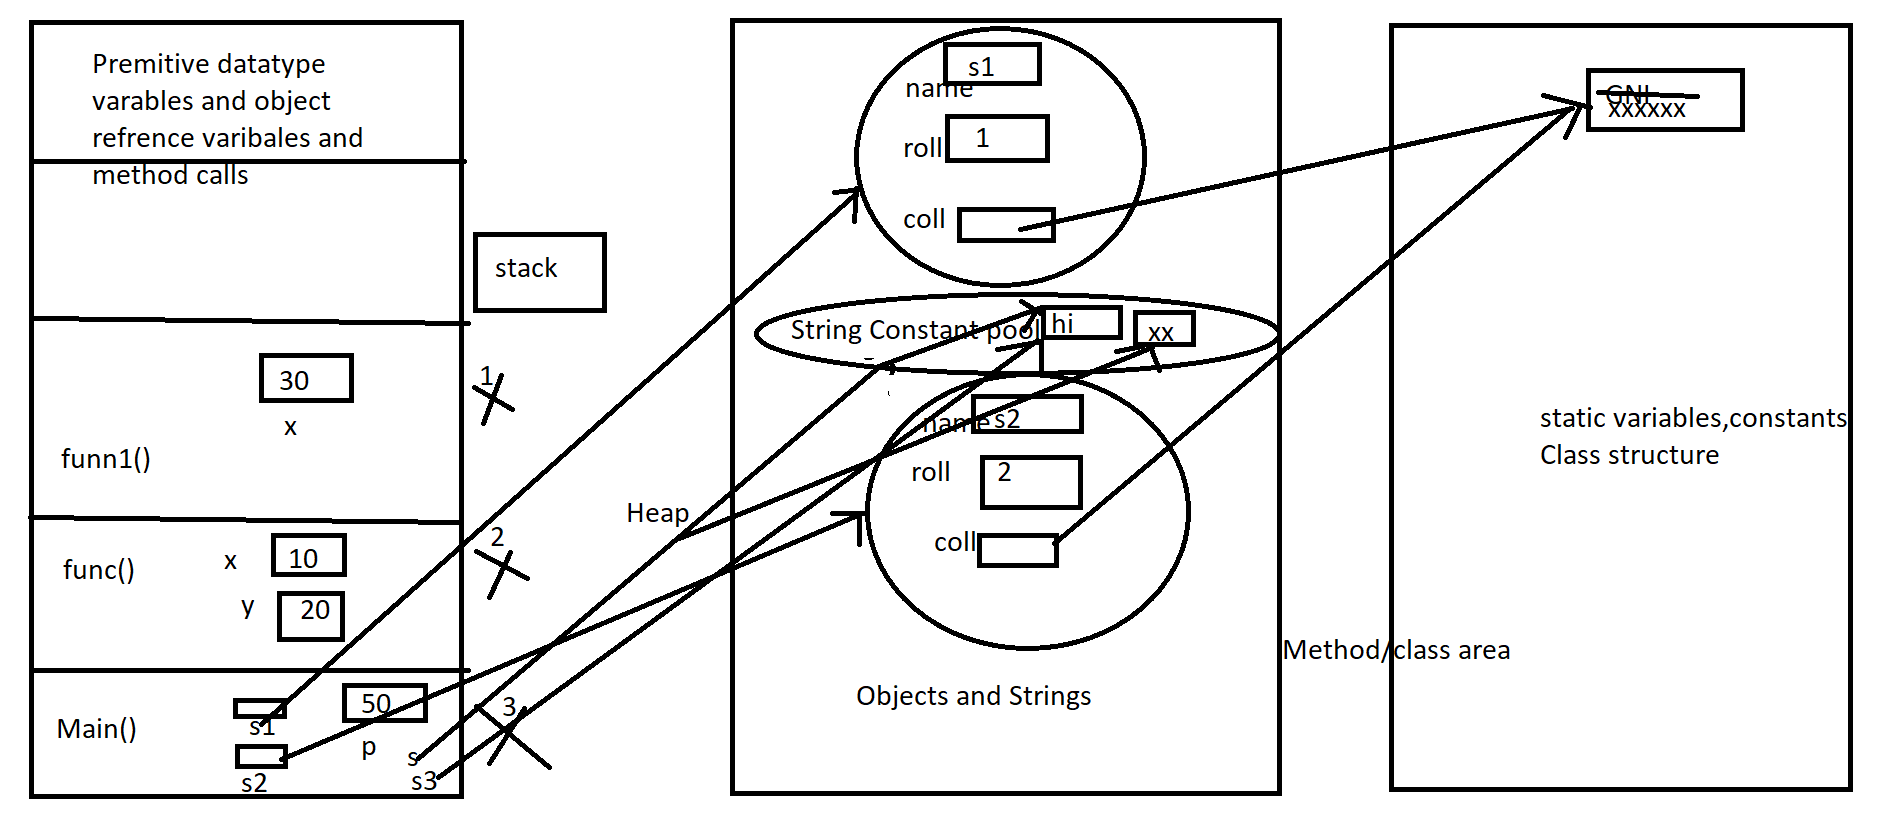 Premitive datatype
varables and object
refrence varibales and
method calls
stack
30
x
funn1()
1
func()
x
10
y
20
2
Main()
s1
s2
50
p
s
s3
3
Heap
s1
name
roll
1
coll
String Constant pool
hi
xx
name
s2
roll
2
coll
Objects and Strings
GNI
xxxxxx
static variables,constants
Class structure
Method/class area